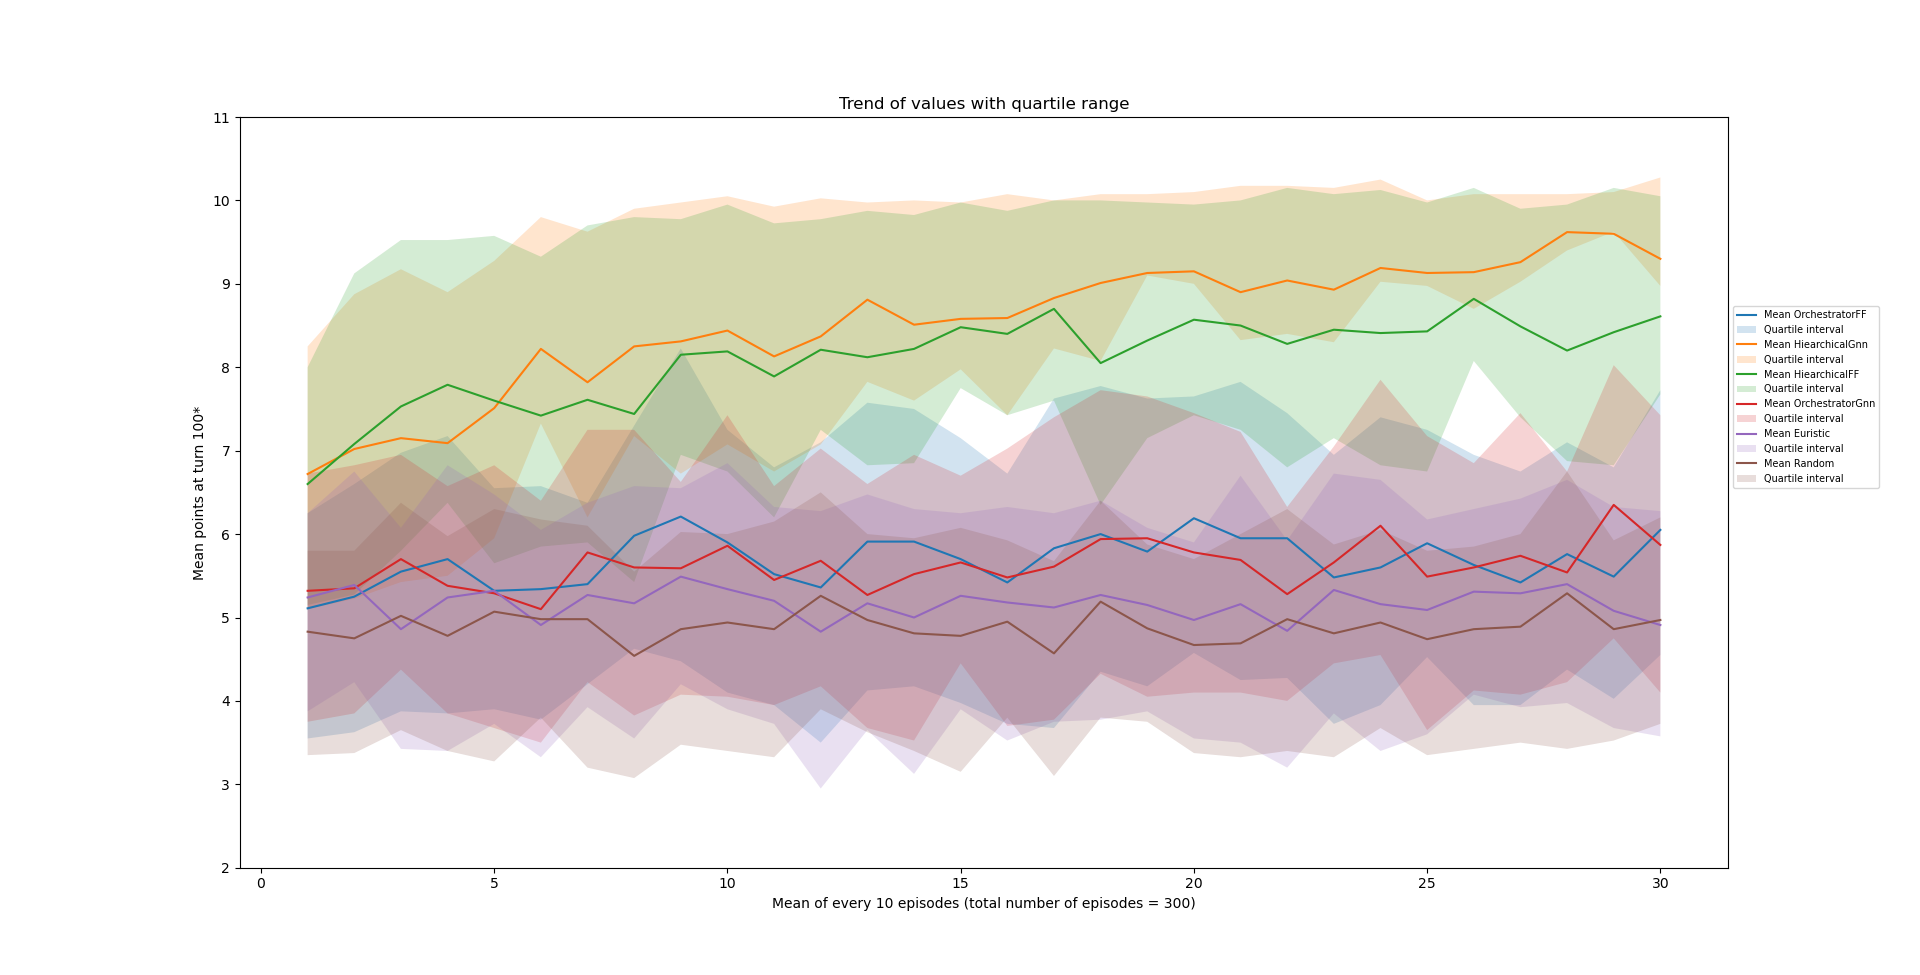 Trend of values with quartile range
Mean points at turn 100*
11
10
9
8
7
6
5
4
3
2
0
5
10
15
20
25
30
Mean of every 10 episodes (total number of episodes = 300)
Mean OrchestratorFF
Quartile interval
Mean HiearchicalGnn
Quartile interval
Mean HiearchicalFF
Quartile interval
Mean OrchestratorGnn
Quartile interval
Mean Euristic
Quartile interval
Mean Random
Quartile interval